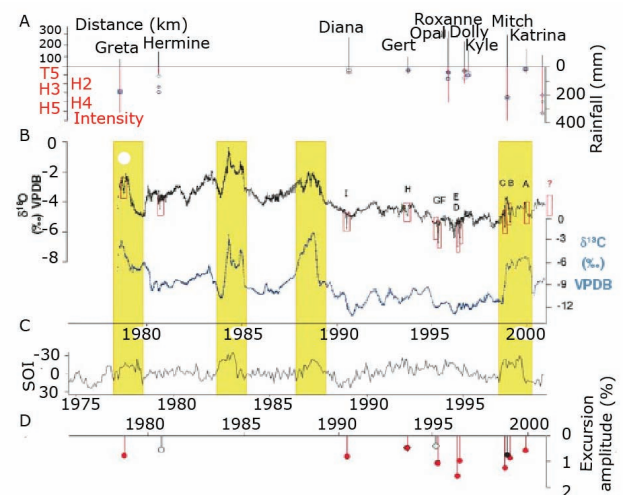 A
Distance (km)
300
200
100
Greta
Hermine
Diana
Gert
Roxanne
Opal
Dolly
Kyle
Mitch
Katrina
T5
H2
H3
H4
H5
Intensity
0
200
400
Rainfall (mm)
B
0
-2
-4
-6
-8
δ¹⁸O
(‰) VPDB
I
H
GF
E
D
C B
A
?
0
-3
-6
-9
-12
δ¹³C
(‰)
VPDB
1980
1985
1990
1995
2000
C
-30
0
30
SOI
1975
1980
1985
1990
1995
D
1980
1985
1990
1995
2000
0
1
2
Excursion
amplitude (%)